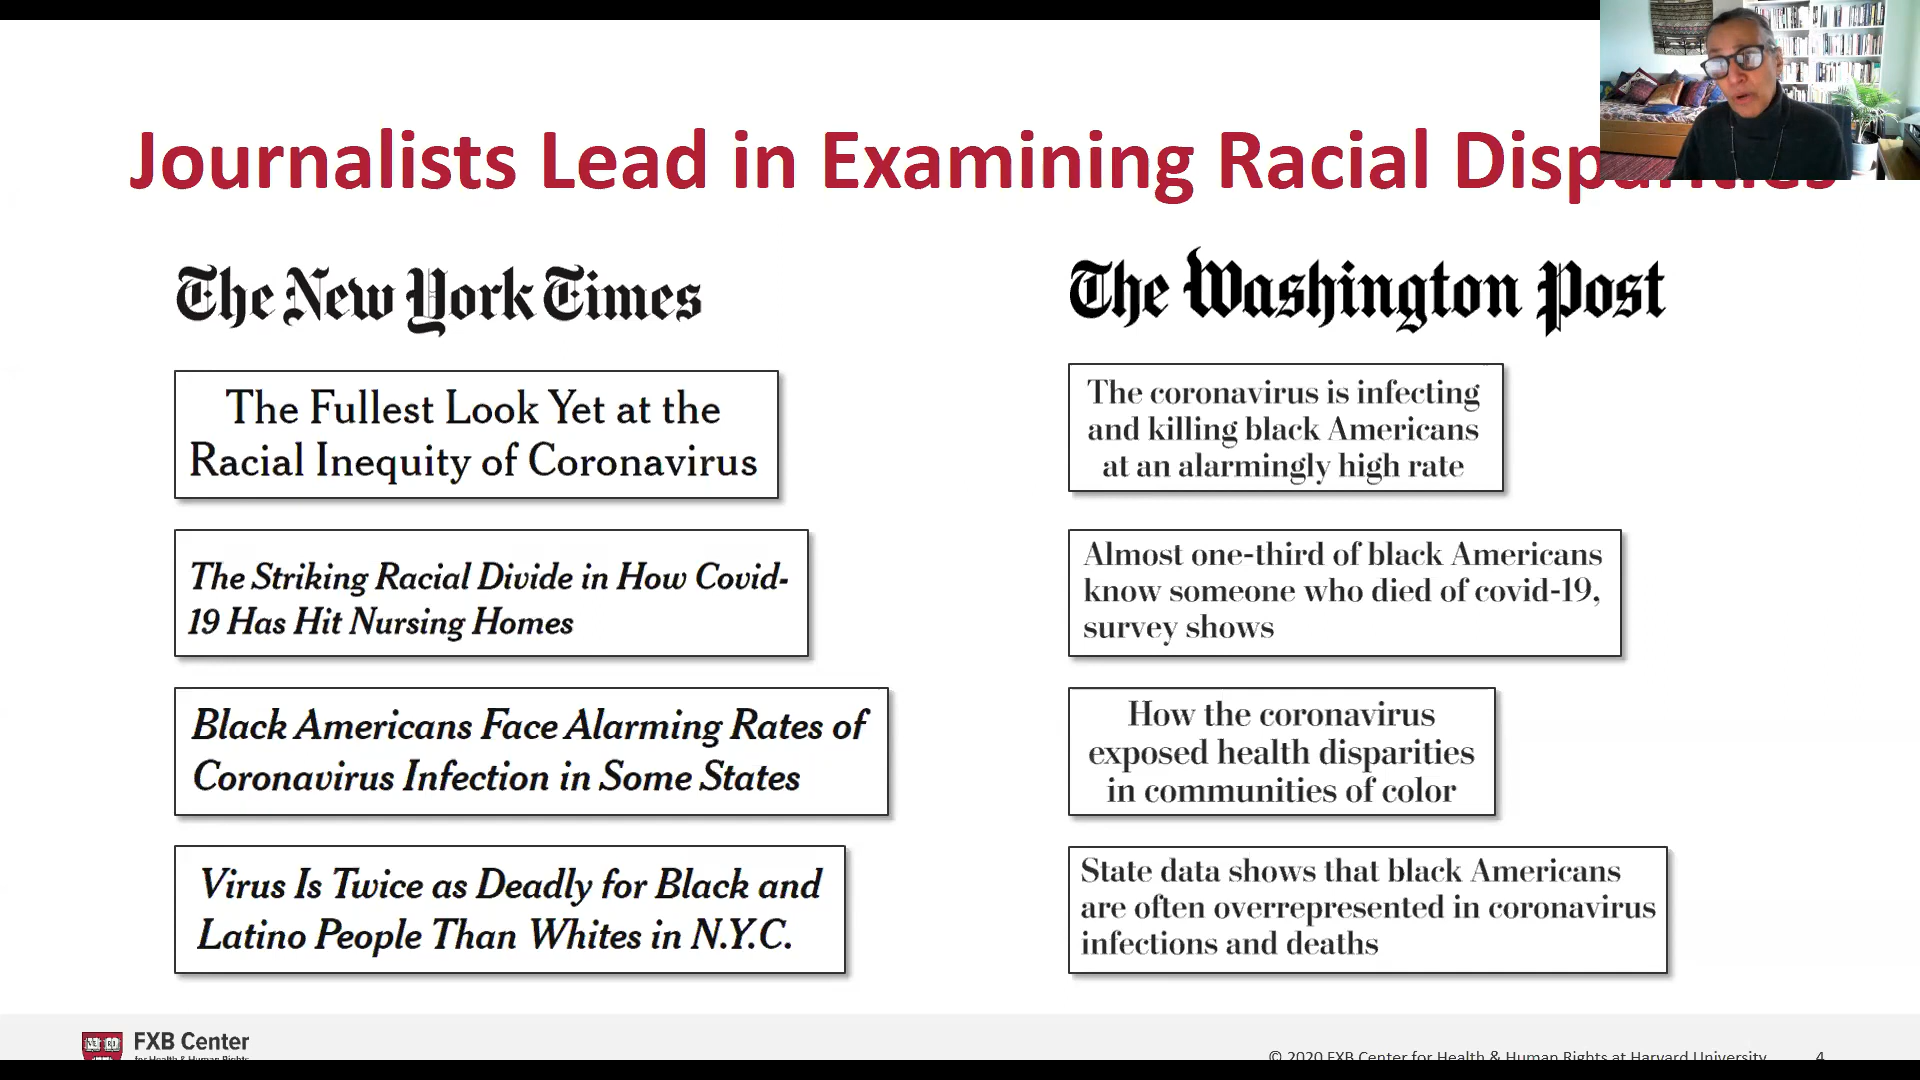 Journalists Lead in Examining Racial Disparities
The New York Times
The Washington Post
The Fullest Look Yet at the
Racial Inequity of Coronavirus
The Striking Racial Divide in How Covid-
19 Has Hit Nursing Homes
Black Americans Face Alarming Rates of
Coronavirus Infection in Some States
Virus Is Twice as Deadly for Black and
Latino People Than Whites in N.Y.C.
The coronavirus is infecting
and killing black Americans
at an alarmingly high rate
Almost one-third of black Americans
know someone who died of covid-19,
survey shows
How the coronavirus
exposed health disparities
in communities of color
State data shows that black Americans
are often overrepresented in coronavirus
infections and deaths
FXB Center
for Health & Human Rights
© 2020 FXB Center for Health & Human Rights at Harvard University
4